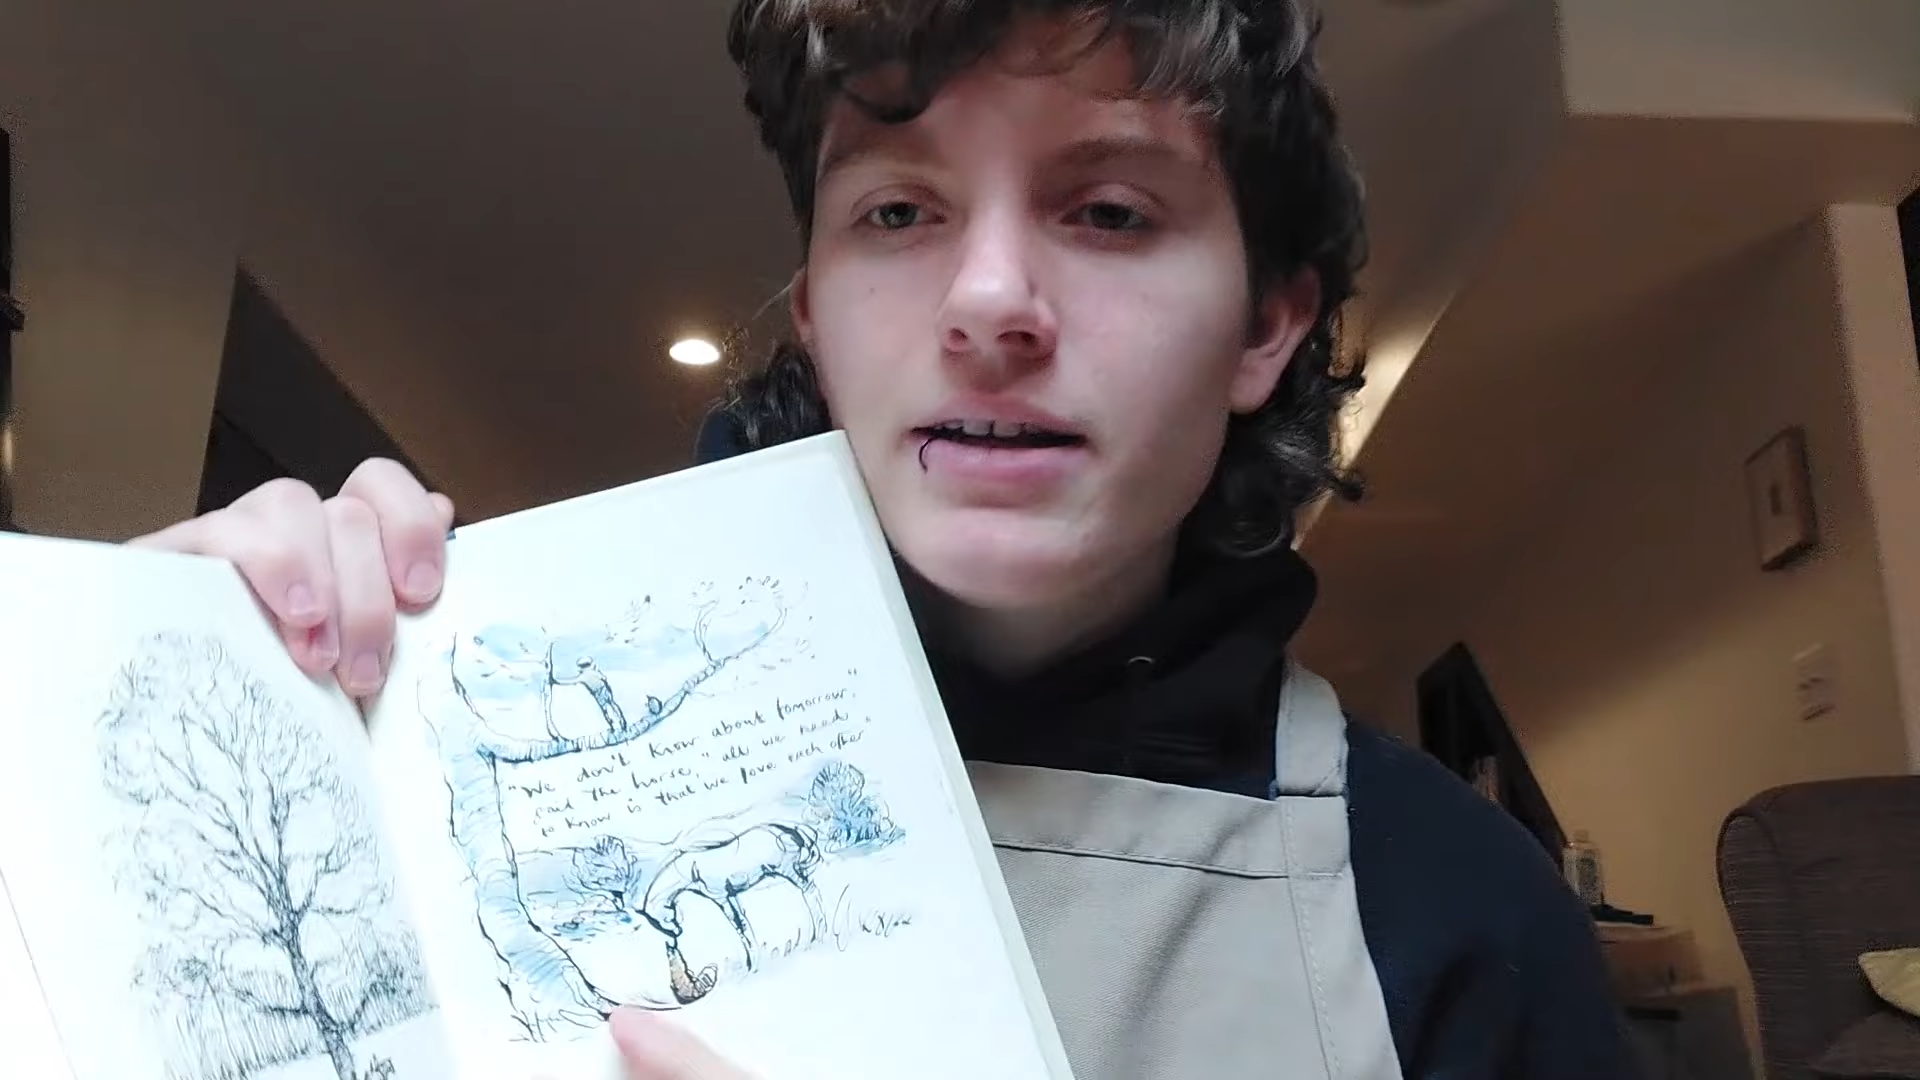 "We don't know about tomorrow,"
said the horse, "all we need
to know is that we love each other"